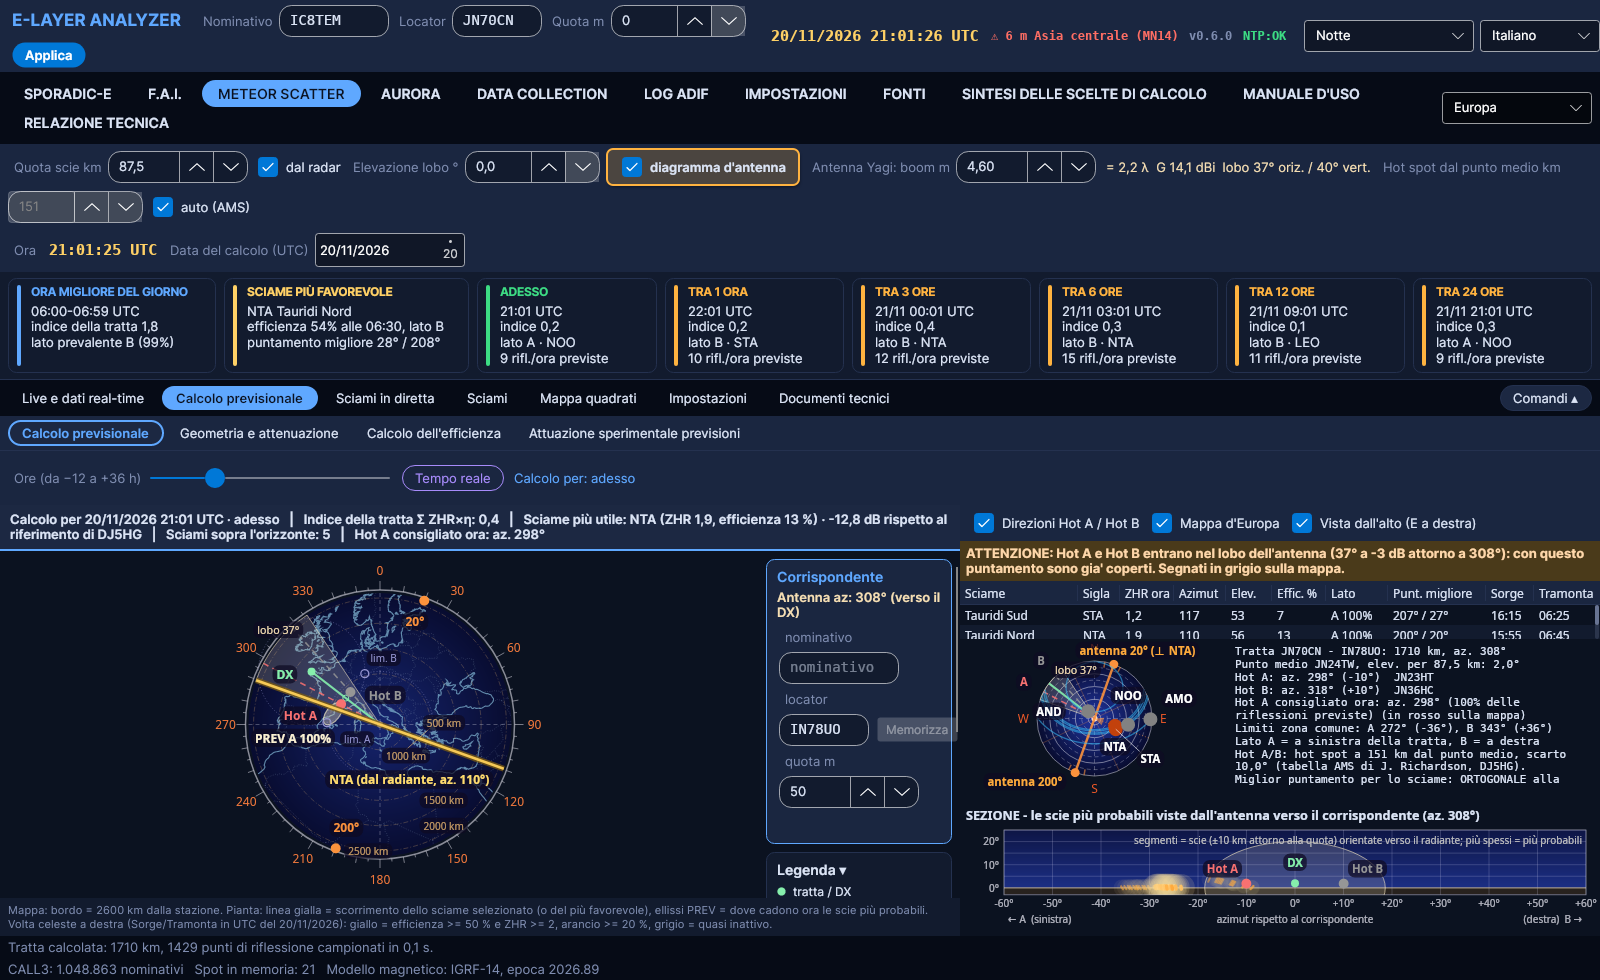 E-LAYER ANALYZER Nominativo IC8TEM Locator JN70CN Quota m 0
20/11/2026 21:01:26 UTC ⚠ 6 m Asia centrale (MN14) v0.6.0 NTP:OK Notte Italiano
Applica
SPORADIC-E F.A.I. METEOR SCATTER AURORA DATA COLLECTION LOG ADIF IMPOSTAZIONI FONTI SINTESI DELLE SCELTE DI CALCOLO MANUALE D'USO
RELAZIONE TECNICA
Europa
Quota scie km 87,5 dal radar Elevazione lobo ° 0,0 diagramma d'antenna Antenna Yagi: boom m 4,60 = 2,2 λ G 14,1 dBi lobo 37° oriz. / 40° vert. Hot spot dal punto medio km
151 auto (AMS)
Ora 21:01:25 UTC Data del calcolo (UTC) 20/11/2026 20
ORA MIGLIORE DEL GIORNO
06:00-06:59 UTC
indice della tratta 1,8
lato prevalente B (99%)
SCIAME PIÙ FAVOREVOLE
NTA Tauridi Nord
efficienza 54% alle 06:30, lato B
puntamento migliore 28° / 208°
ADESSO
21:01 UTC
indice 0,2
lato A · NOO
9 rifl./ora previste
TRA 1 ORA
22:01 UTC
indice 0,2
lato B · STA
10 rifl./ora previste
TRA 3 ORE
21/11 00:01 UTC
indice 0,4
lato B · NTA
12 rifl./ora previste
TRA 6 ORE
21/11 03:01 UTC
indice 0,3
lato B · NTA
15 rifl./ora previste
TRA 12 ORE
21/11 09:01 UTC
indice 0,1
lato B · LEO
11 rifl./ora previste
TRA 24 ORE
21/11 21:01 UTC
indice 0,3
lato A · NOO
9 rifl./ora previste
Live e dati real-time Calcolo previsionale Sciami in diretta Sciami Mappa quadrati Impostazioni Documenti tecnici Comandi ▴
Calcolo previsionale Geometria e attenuazione Calcolo dell'efficienza Attuazione sperimentale previsioni
Ore (da −12 a +36 h) Tempo reale Calcolo per: adesso
Calcolo per 20/11/2026 21:01 UTC · adesso | Indice della tratta Σ ZHR×η: 0,4 | Sciame più utile: NTA (ZHR 1,9, efficienza 13 %) · -12,8 dB rispetto al
riferimento di DJ5HG | Sciami sopra l'orizzonte: 5 | Hot A consigliato ora: az. 298°
0
330 30
20°
lobo 37°
300 60
lim. B
DX
Hot B
Hot A
500 km
270 90
PREV A 100% lim. A
1000 km
NTA (dal radiante, az. 110°)
240 1500 km 120
200° 2000 km
2500 km
210 150
180
Corrispondente
Antenna az: 308° (verso il
DX)
nominativo
nominativo
locator
IN78UO Memorizza
quota m
50
Legenda ▾
tratta / DX
Mappa: bordo = 2600 km dalla stazione. Pianta: linea gialla = scorrimento dello sciame selezionato (o del più favorevole), ellissi PREV = dove cadono ora le scie più probabili.
Volta celeste a destra (Sorge/Tramonta in UTC del 20/11/2026): giallo = efficienza >= 50 % e ZHR >= 2, arancio >= 20 %, grigio = quasi inattivo.
Direzioni Hot A / Hot B Mappa d'Europa Vista dall'alto (E a destra)
ATTENZIONE: Hot A e Hot B entrano nel lobo dell'antenna (37° a -3 dB attorno a 308°): con questo
puntamento sono gia' coperti. Segnati in grigio sulla mappa.
Sciame Sigla ZHR ora Azimut Elev. Effic. % Lato Punt. migliore Sorge Tramonta
Tauridi Sud STA 1,2 117 53 7 A 100% 207° / 27° 16:15 06:25
Tauridi Nord NTA 1,9 110 56 13 A 100% 200° / 20° 15:55 06:45
antenna 20° (⊥ NTA)
B
lobo 37°
A
NOO AMO
AND
W E
NTA
STA
antenna 200°
S
Tratta JN70CN - IN78UO: 1710 km, az. 308°
Punto medio JN24TW, elev. per 87,5 km: 2,0°
Hot A: az. 298° (-10°) JN23HT
Hot B: az. 318° (+10°) JN36HC
Hot A consigliato ora: az. 298° (100% delle
riflessioni previste) (in rosso sulla mappa)
Limiti zona comune: A 272° (-36°), B 343° (+36°)
Lato A = a sinistra della tratta, B = a destra
Hot A/B: hot spot a 151 km dal punto medio, scarto
10,0° (tabella AMS di J. Richardson, DJ5HG).
Miglior puntamento per lo sciame: ORTOGONALE alla
SEZIONE - le scie più probabili viste dall'antenna verso il corrispondente (az. 308°)
segmenti = scie (±10 km attorno alla quota) orientate verso il radiante; più spessi = più probabili
20°
10°
0°
Hot A DX Hot B
-60° -50° -40° -30° -20° -10° 0° +10° +20° +30° +40° +50° +60°
← A (sinistra) azimut rispetto al corrispondente (destra) B →
Tratta calcolata: 1710 km, 1429 punti di riflessione campionati in 0,1 s.
CALL3: 1.048.863 nominativi Spot in memoria: 21 Modello magnetico: IGRF-14, epoca 2026.89